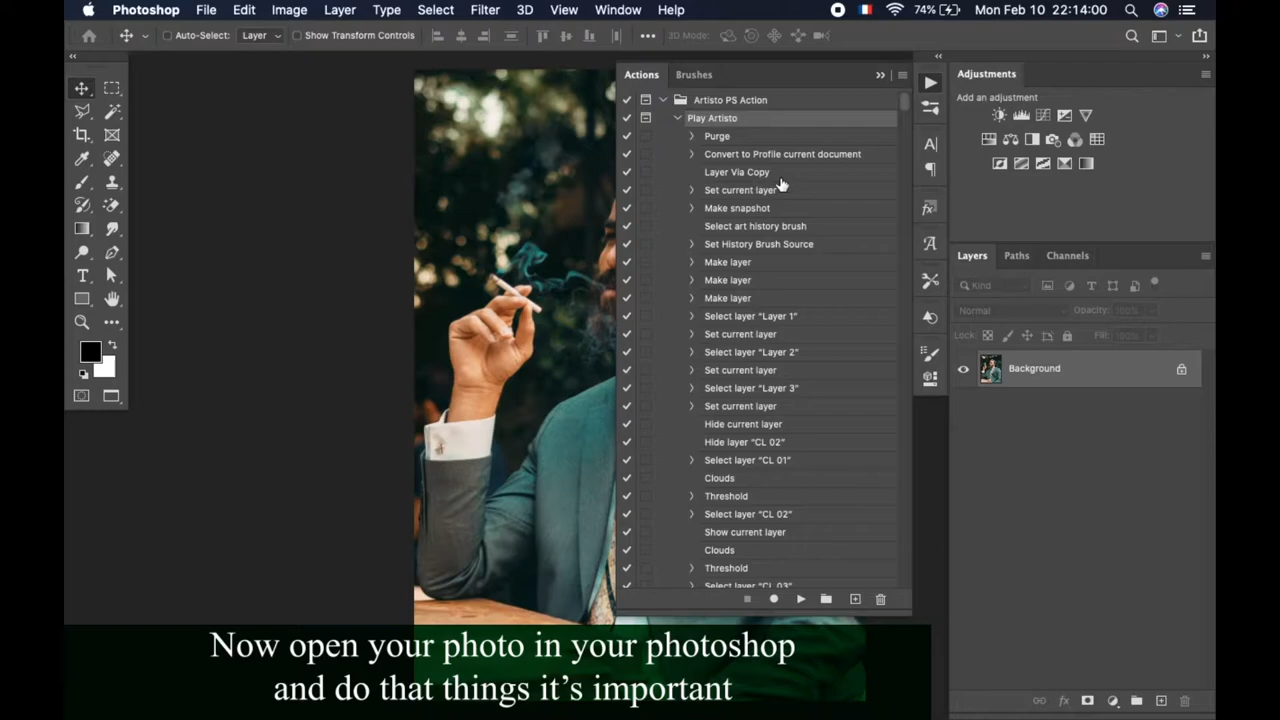 Photoshop File Edit Image Layer Type Select Filter 3D View Window Help 74% Mon Feb 10 22:14:00
Auto-Select: Layer Show Transform Controls 3D Mode:
Actions Brushes
Artisto PS Action
Play Artisto
Purge
Convert to Profile current document
Layer Via Copy
Set current layer
Make snapshot
Select art history brush
Set History Brush Source
Make layer
Make layer
Make layer
Select layer “Layer 1”
Set current layer
Select layer “Layer 2”
Set current layer
Select layer “Layer 3”
Set current layer
Hide current layer
Hide layer “CL 02”
Select layer “CL 01”
Clouds
Threshold
Select layer “CL 02”
Show current layer
Clouds
Threshold
Select layer “CL 03”
Adjustments
Add an adjustment
Layers Paths Channels
Kind
Normal Opacity: 100%
Lock: Fill: 100%
Background
Now open your photo in your photoshop
and do that things it’s important